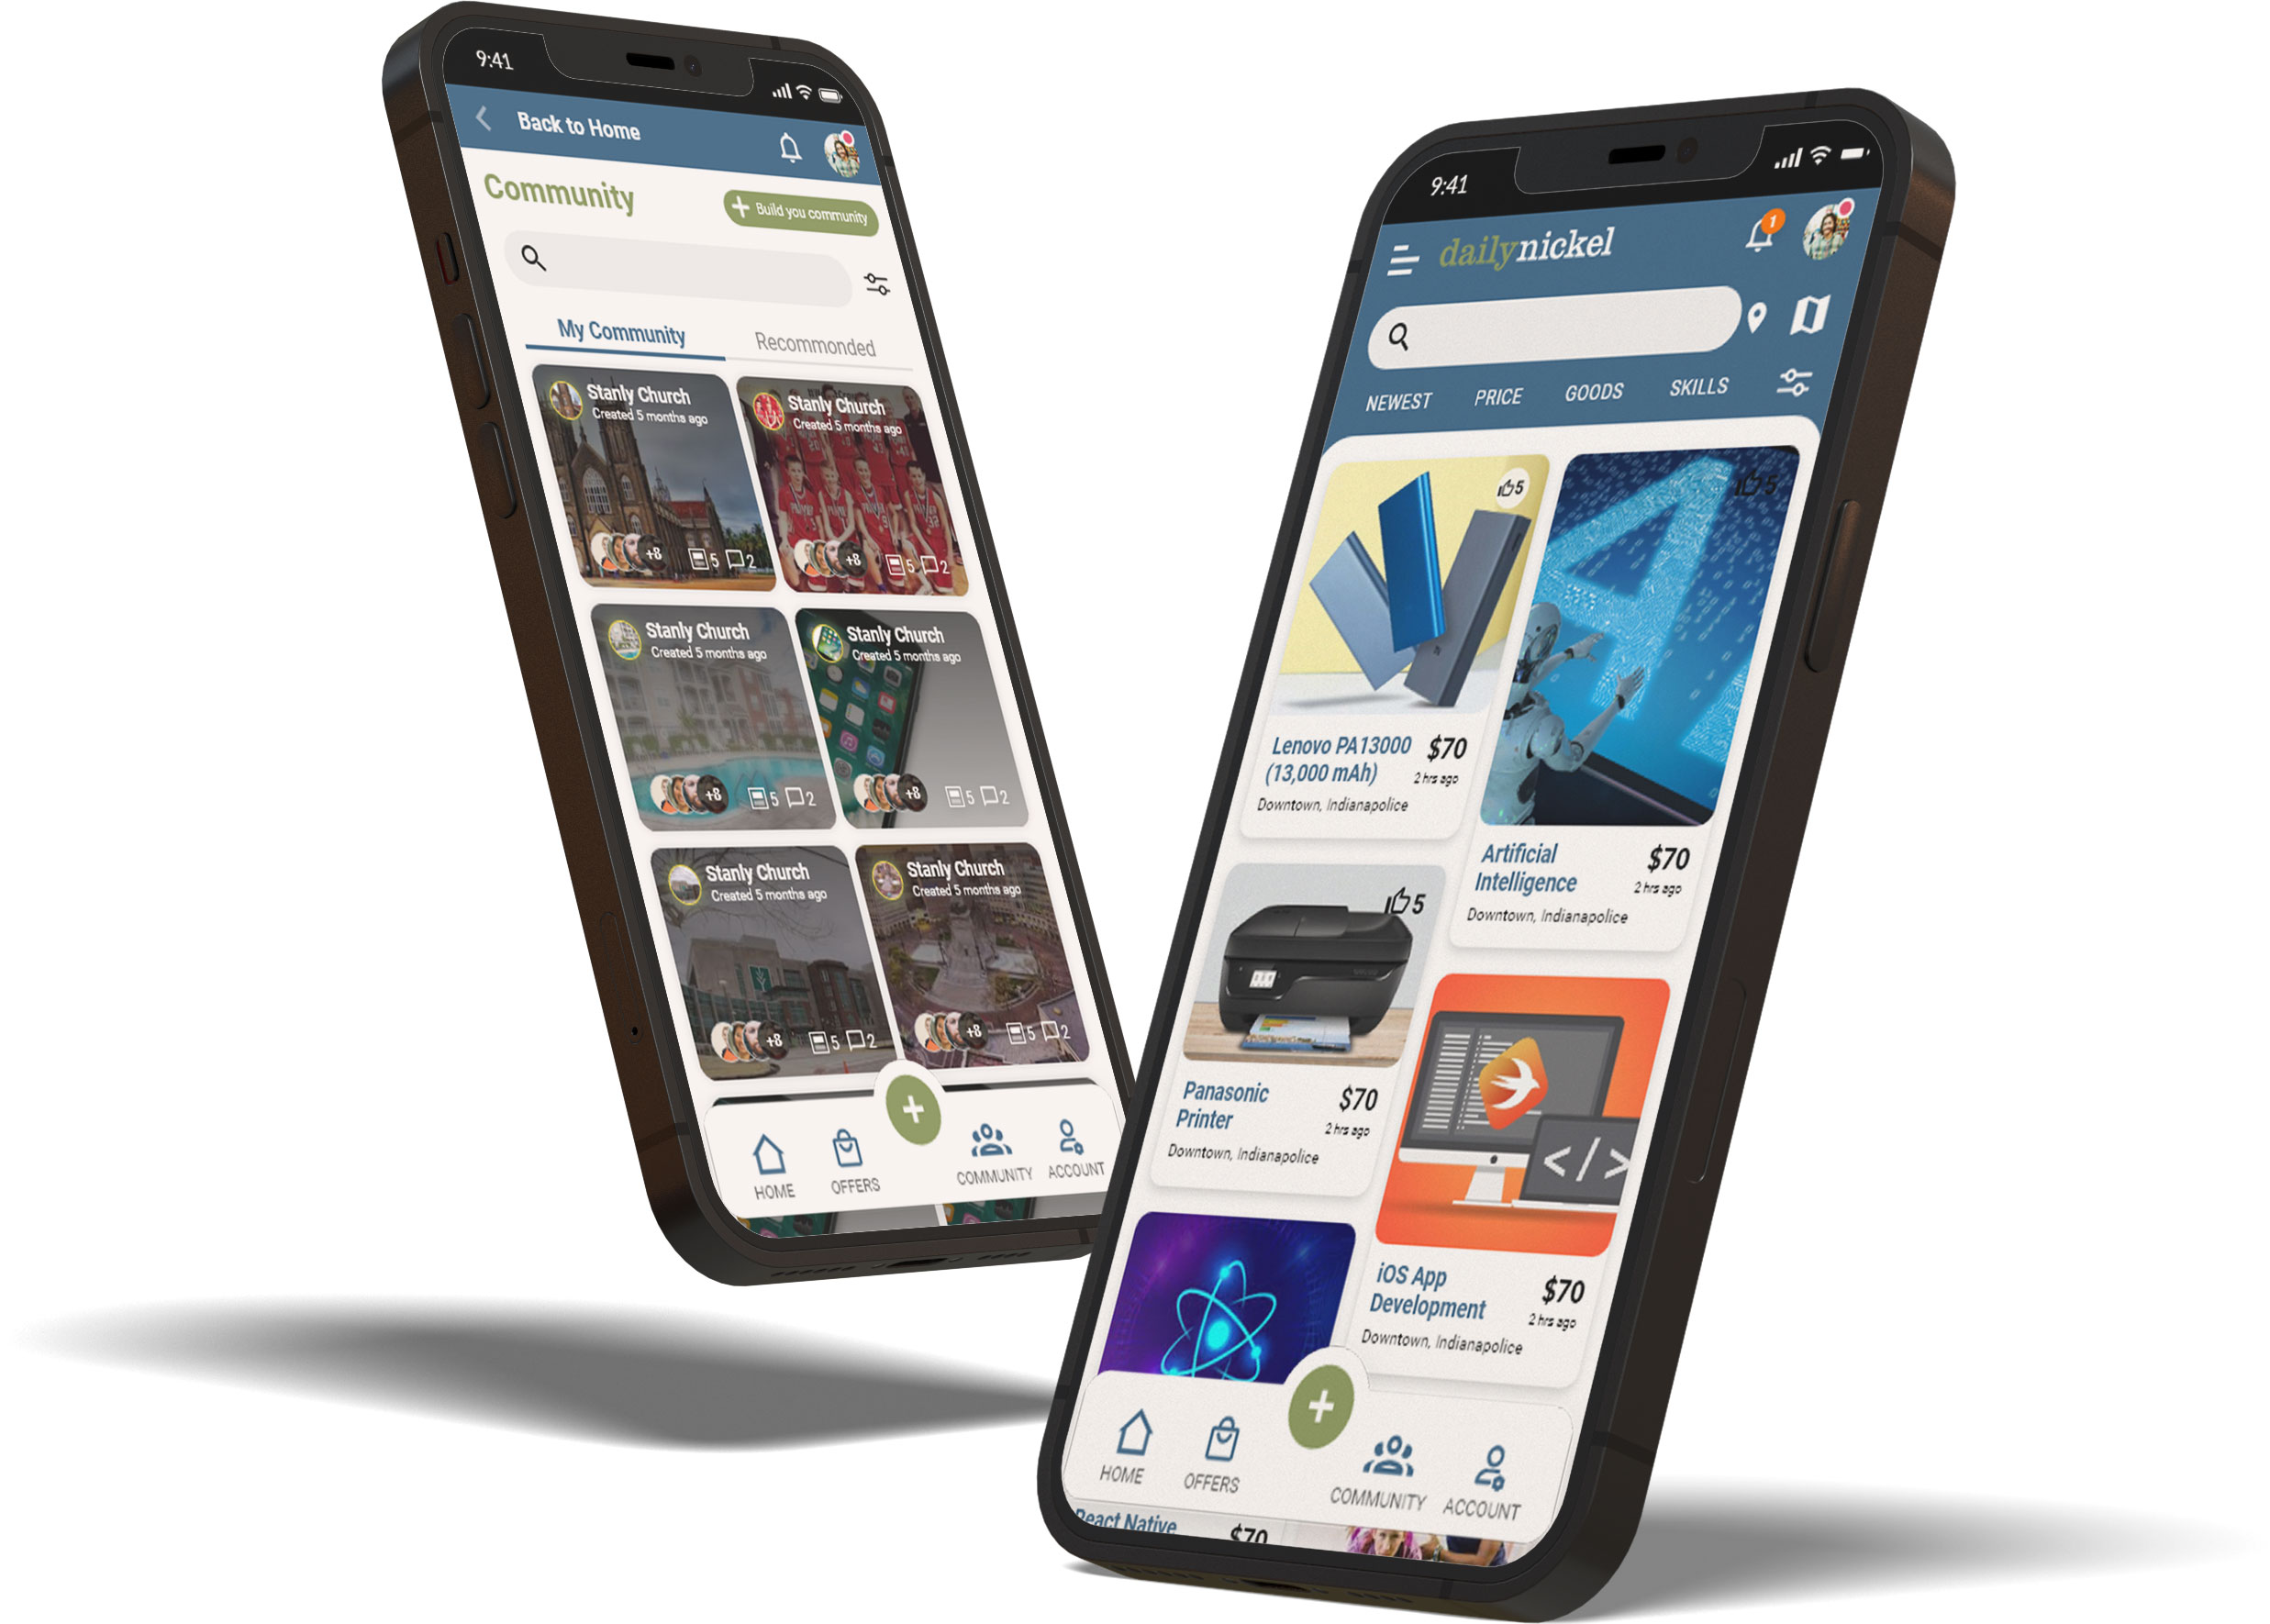 9:41
Back to Home
Community
+ Build you community
My Community
Recommonded
Stanly Church
Created 5 months ago
+8
5
2
Stanly Church
Created 5 months ago
+8
5
2
Stanly Church
Created 5 months ago
+8
5
2
Stanly Church
Created 5 months ago
+8
5
2
Stanly Church
Created 5 months ago
+8
5
2
Stanly Church
Created 5 months ago
+8
5
2
HOME
OFFERS
+
COMMUNITY
ACCOUNT
9:41
dailynickel
1
NEWEST
PRICE
GOODS
SKILLS
5
Lenovo PA13000
(13,000 mAh)
$70
2 hrs ago
Downtown, Indianapolice
5
Artificial
Intelligence
$70
2 hrs ago
Downtown, Indianapolice
5
Panasonic
Printer
$70
2 hrs ago
Downtown, Indianapolice
</>
iOS App
Development
$70
2 hrs ago
Downtown, Indianapolice
HOME
OFFERS
+
COMMUNITY
ACCOUNT
React Native
$70